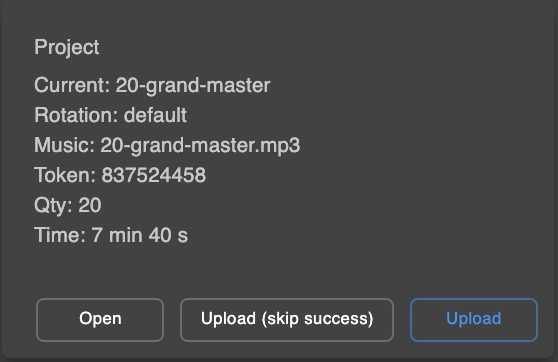 Project
Current: 20-grand-master
Rotation: default
Music: 20-grand-master.mp3
Token: 837524458
Qty: 20
Time: 7 min 40 s
Open
Upload (skip success)
Upload